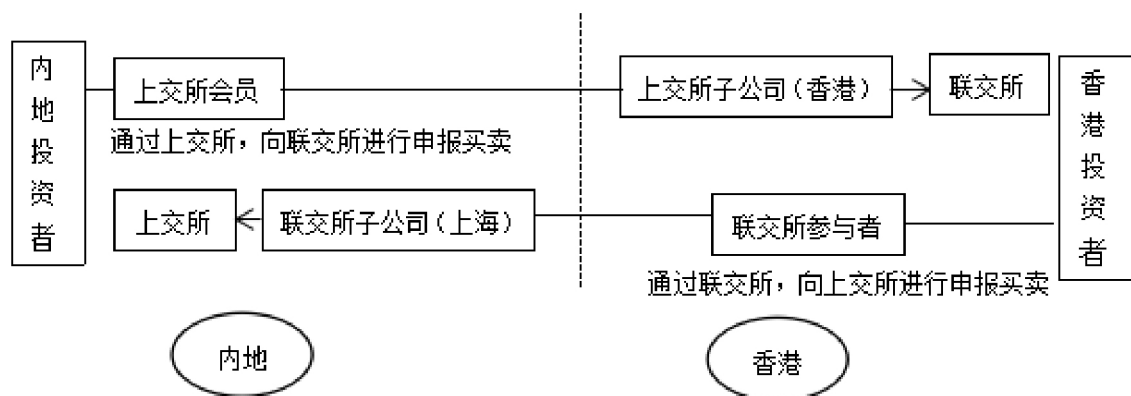 内地投资者
上交所会员
上交所子公司（香港）
联交所
香港投资者
通过上交所，向联交所进行申报买卖
上交所
联交所子公司（上海）
联交所参与者
通过联交所，向上交所进行申报买卖
内地
香港